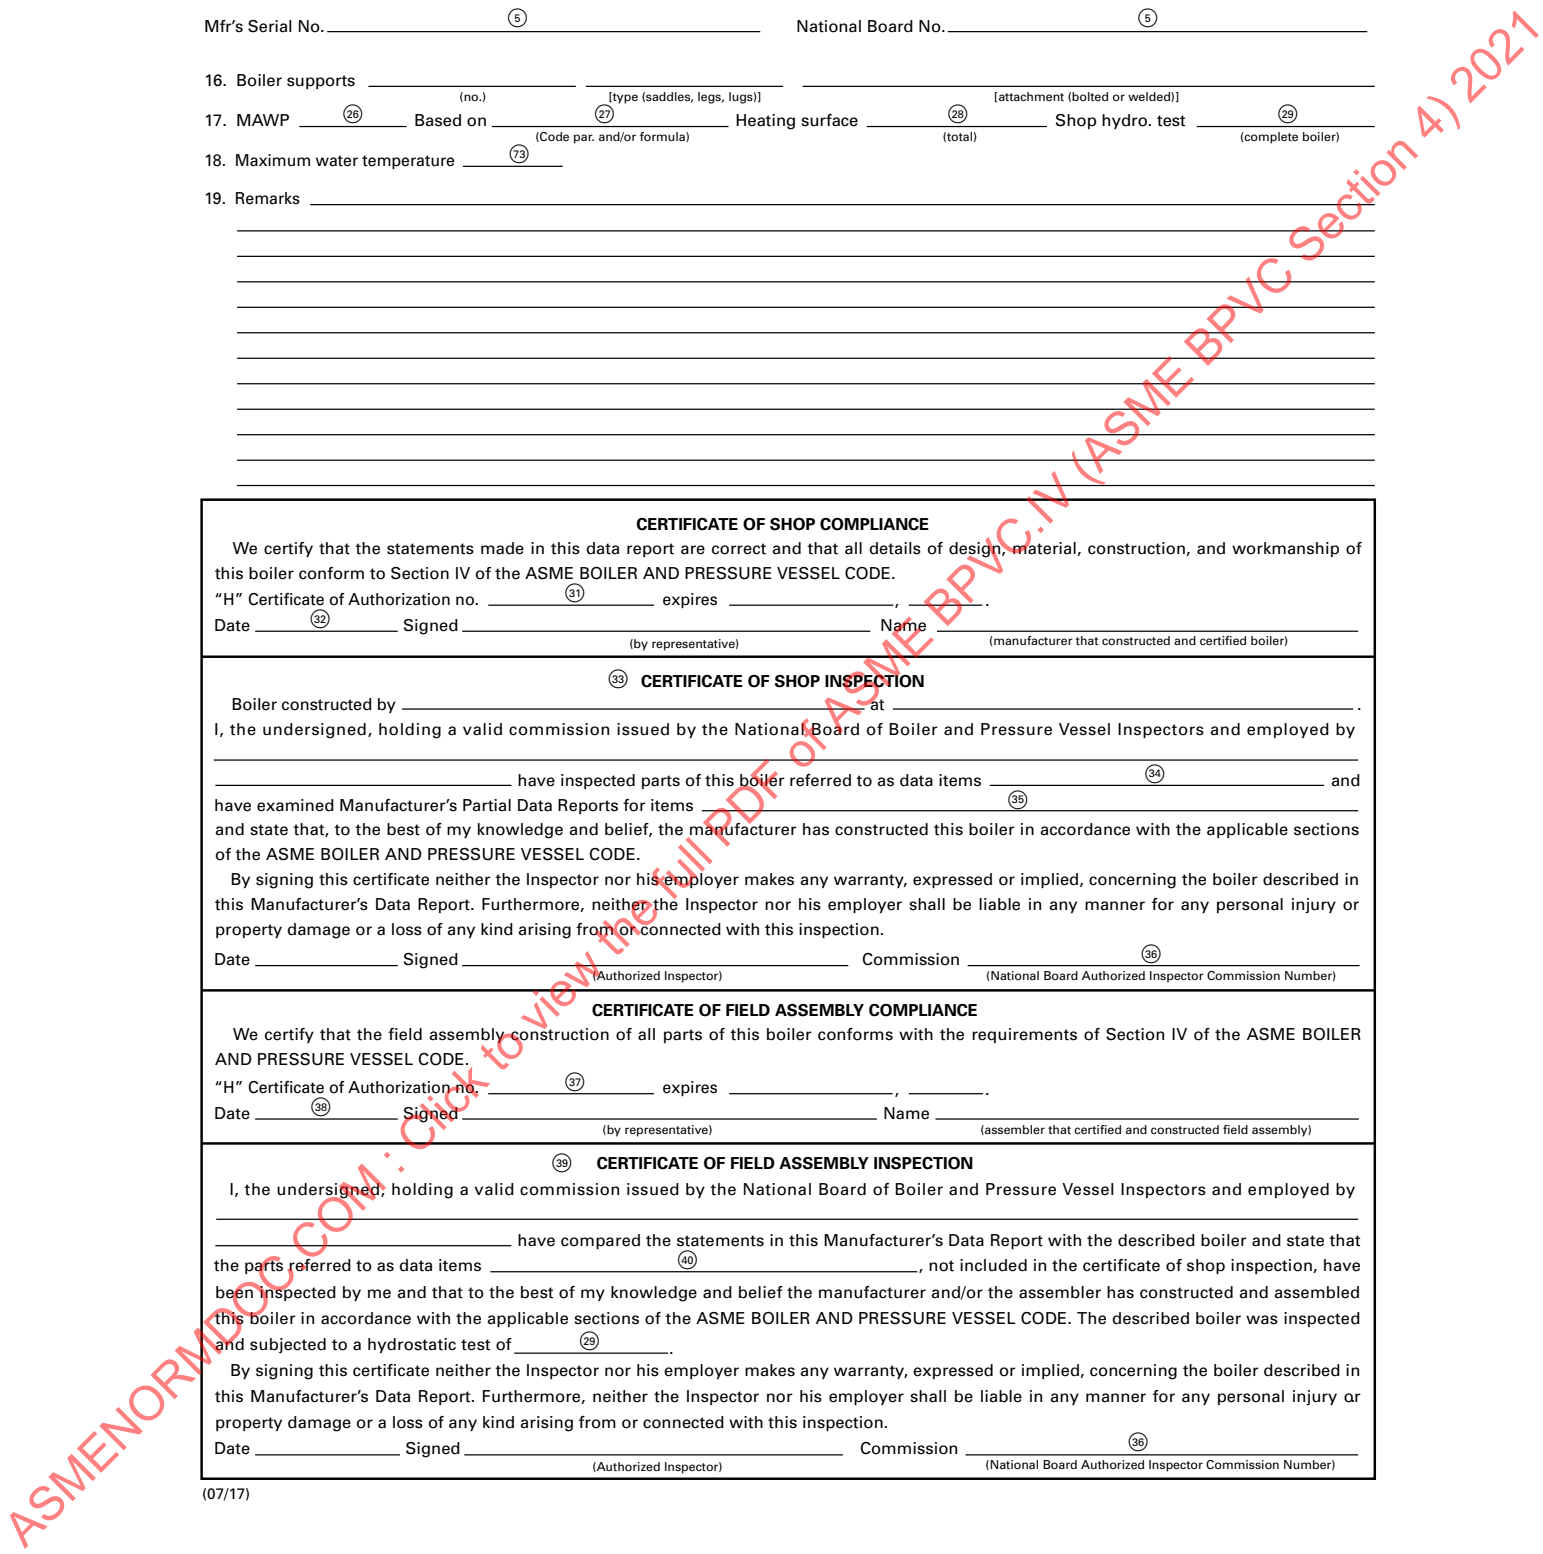 Mfr's Serial No. 5 National Board No. 5
16. Boiler supports
(no.) [type (saddles, legs, lugs)] [attachment (bolted or welded)]
17. MAWP 26 Based on 27 Heating surface 28 Shop hydro. test 29
(Code par. and/or formula) (total) (complete boiler)
18. Maximum water temperature 73
19. Remarks
CERTIFICATE OF SHOP COMPLIANCE
We certify that the statements made in this data report are correct and that all details of design, material, construction, and workmanship of
this boiler conform to Section IV of the ASME BOILER AND PRESSURE VESSEL CODE.
“H” Certificate of Authorization no. 31 expires , .
Date 32 Signed Name
(by representative) (manufacturer that constructed and certified boiler)
33 CERTIFICATE OF SHOP INSPECTION
Boiler constructed by at .
I, the undersigned, holding a valid commission issued by the National Board of Boiler and Pressure Vessel Inspectors and employed by
have inspected parts of this boiler referred to as data items 34 and
have examined Manufacturer's Partial Data Reports for items 35
and state that, to the best of my knowledge and belief, the manufacturer has constructed this boiler in accordance with the applicable sections
of the ASME BOILER AND PRESSURE VESSEL CODE.
By signing this certificate neither the Inspector nor his employer makes any warranty, expressed or implied, concerning the boiler described in
this Manufacturer's Data Report. Furthermore, neither the Inspector nor his employer shall be liable in any manner for any personal injury or
property damage or a loss of any kind arising from or connected with this inspection.
Date Signed Commission 36
(Authorized Inspector) (National Board Authorized Inspector Commission Number)
CERTIFICATE OF FIELD ASSEMBLY COMPLIANCE
We certify that the field assembly construction of all parts of this boiler conforms with the requirements of Section IV of the ASME BOILER
AND PRESSURE VESSEL CODE.
“H” Certificate of Authorization no. 37 expires , .
Date 38 Signed Name
(by representative) (assembler that certified and constructed field assembly)
39 CERTIFICATE OF FIELD ASSEMBLY INSPECTION
I, the undersigned, holding a valid commission issued by the National Board of Boiler and Pressure Vessel Inspectors and employed by
have compared the statements in this Manufacturer's Data Report with the described boiler and state that
the parts referred to as data items 40 , not included in the certificate of shop inspection, have
been inspected by me and that to the best of my knowledge and belief the manufacturer and/or the assembler has constructed and assembled
this boiler in accordance with the applicable sections of the ASME BOILER AND PRESSURE VESSEL CODE. The described boiler was inspected
and subjected to a hydrostatic test of 29 .
By signing this certificate neither the Inspector nor his employer makes any warranty, expressed or implied, concerning the boiler described in
this Manufacturer's Data Report. Furthermore, neither the Inspector nor his employer shall be liable in any manner for any personal injury or
property damage or a loss of any kind arising from or connected with this inspection.
Date Signed Commission 36
(Authorized Inspector) (National Board Authorized Inspector Commission Number)
(07/17)
ASMENORMDOC.COM : Click to view the full PDF of ASME BPVC.IV (ASME BPVC Section 4) 2021